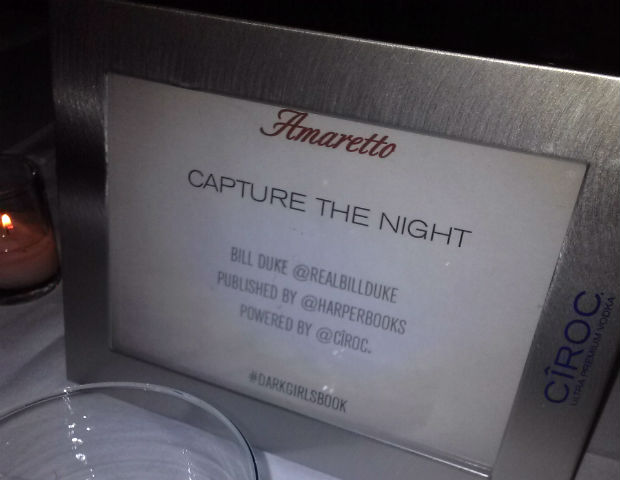 Amaretto
CAPTURE THE NIGHT
BILL DUKE @REALBILLDUKE
PUBLISHED BY @HARPERBOOKS
POWERED BY @CÎROC.
#DARKGIRLSBOOK
CÎROC.
ULTRA PREMIUM VODKA